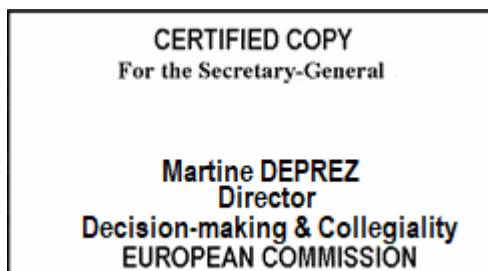 CERTIFIED COPY
For the Secretary-General
Martine DEPREZ
Director
Decision-making & Collegiality
EUROPEAN COMMISSION